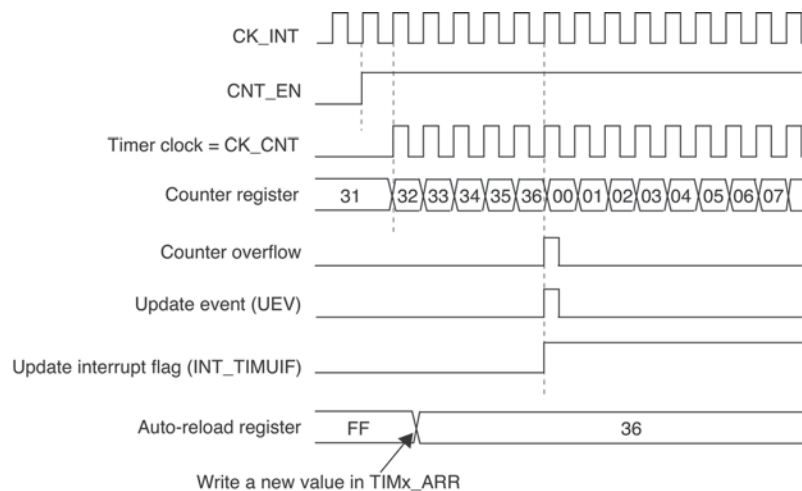 CK_INT
CNT_EN
Timer clock = CK_CNT
Counter register
31 32 33 34 35 36 00 01 02 03 04 05 06 07
Counter overflow
Update event (UEV)
Update interrupt flag (INT_TIMUIF)
Auto-reload register
FF 36
Write a new value in TIMx_ARR